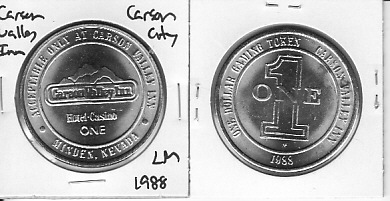 Carson
Valley
Inn
Carson
City
ACCEPTABLE ONLY AT CARSON VALLEY INN
Carson Valley Inn
Hotel-Casino
ONE
MINDEN, NEVADA
LM
1988
ONE DOLLAR GAMING TOKEN
CARSON VALLEY INN
1
ONE
1988